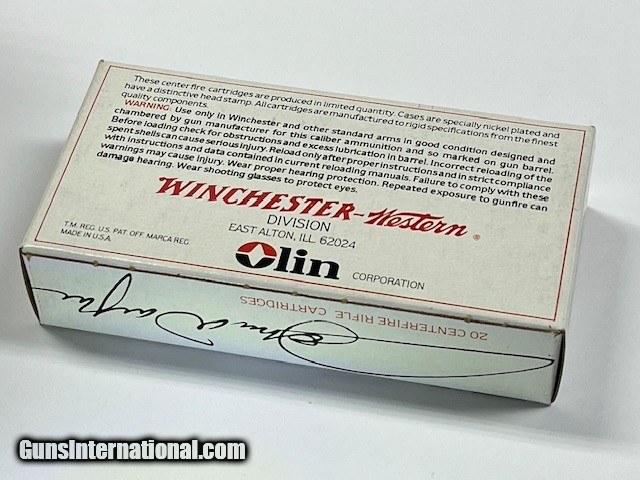 These center fire cartridges are produced in limited quantity. Cases are specially nickel plated and
have a distinctive head stamp. All cartridges are manufactured to rigid specifications from the finest
quality components.
WARNING: Use only in Winchester and other standard arms in good condition designed and
chambered by gun manufacturer for this caliber ammunition and so marked on gun barrel.
Before loading check for obstructions and excess lubrication in barrel. Incorrect reloading of the
spent shells can cause serious injury. Reload only after proper instructions and in strict compliance
with instructions and data contained in current reloading manuals. Failure to comply with these
warnings may cause injury. Wear proper hearing protection. Repeated exposure to gunfire can
damage hearing. Wear shooting glasses to protect eyes.
WINCHESTER-Western ®
DIVISION
EAST ALTON, ILL. 62024
Olin CORPORATION
T.M. REG. U.S. PAT. OFF. MARCA REG.
MADE IN U.S.A.
20 CENTERFIRE RIFLE CARTRIDGES
John Wayne
GunsInternational.com